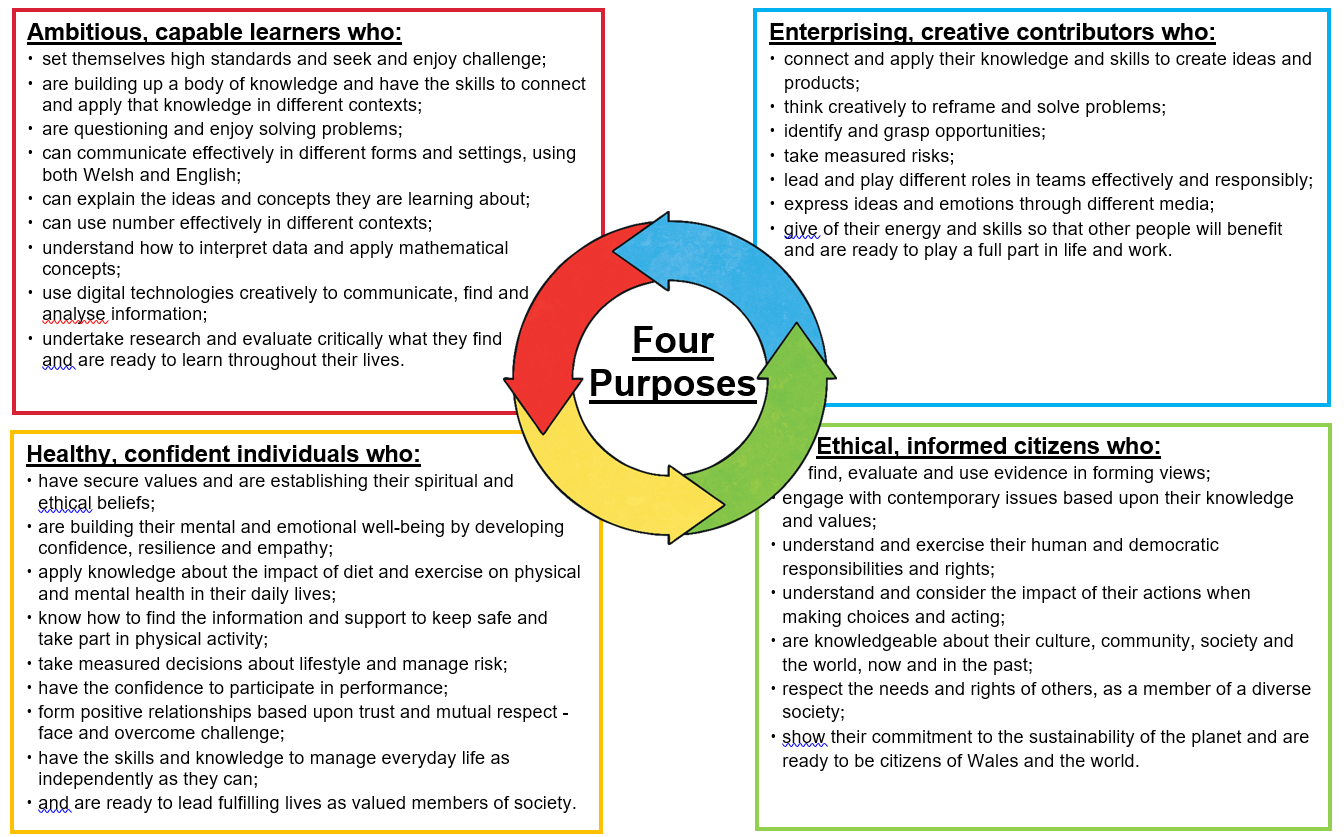 Ambitious, capable learners who:
• set themselves high standards and seek and enjoy challenge;
• are building up a body of knowledge and have the skills to connect
and apply that knowledge in different contexts;
• are questioning and enjoy solving problems;
• can communicate effectively in different forms and settings, using
both Welsh and English;
• can explain the ideas and concepts they are learning about;
• can use number effectively in different contexts;
• understand how to interpret data and apply mathematical
concepts;
• use digital technologies creatively to communicate, find and
analyse information;
• undertake research and evaluate critically what they find
and are ready to learn throughout their lives.
Enterprising, creative contributors who:
• connect and apply their knowledge and skills to create ideas and
products;
• think creatively to reframe and solve problems;
• identify and grasp opportunities;
• take measured risks;
• lead and play different roles in teams effectively and responsibly;
• express ideas and emotions through different media;
• give of their energy and skills so that other people will benefit
and are ready to play a full part in life and work.
Four
Purposes
Healthy, confident individuals who:
• have secure values and are establishing their spiritual and
ethical beliefs;
• are building their mental and emotional well-being by developing
confidence, resilience and empathy;
• apply knowledge about the impact of diet and exercise on physical
and mental health in their daily lives;
• know how to find the information and support to keep safe and
take part in physical activity;
• take measured decisions about lifestyle and manage risk;
• have the confidence to participate in performance;
• form positive relationships based upon trust and mutual respect -
face and overcome challenge;
• have the skills and knowledge to manage everyday life as
independently as they can;
• and are ready to lead fulfilling lives as valued members of society.
Ethical, informed citizens who:
find, evaluate and use evidence in forming views;
• engage with contemporary issues based upon their knowledge
and values;
• understand and exercise their human and democratic
responsibilities and rights;
• understand and consider the impact of their actions when
making choices and acting;
• are knowledgeable about their culture, community, society and
the world, now and in the past;
• respect the needs and rights of others, as a member of a diverse
society;
• show their commitment to the sustainability of the planet and are
ready to be citizens of Wales and the world.